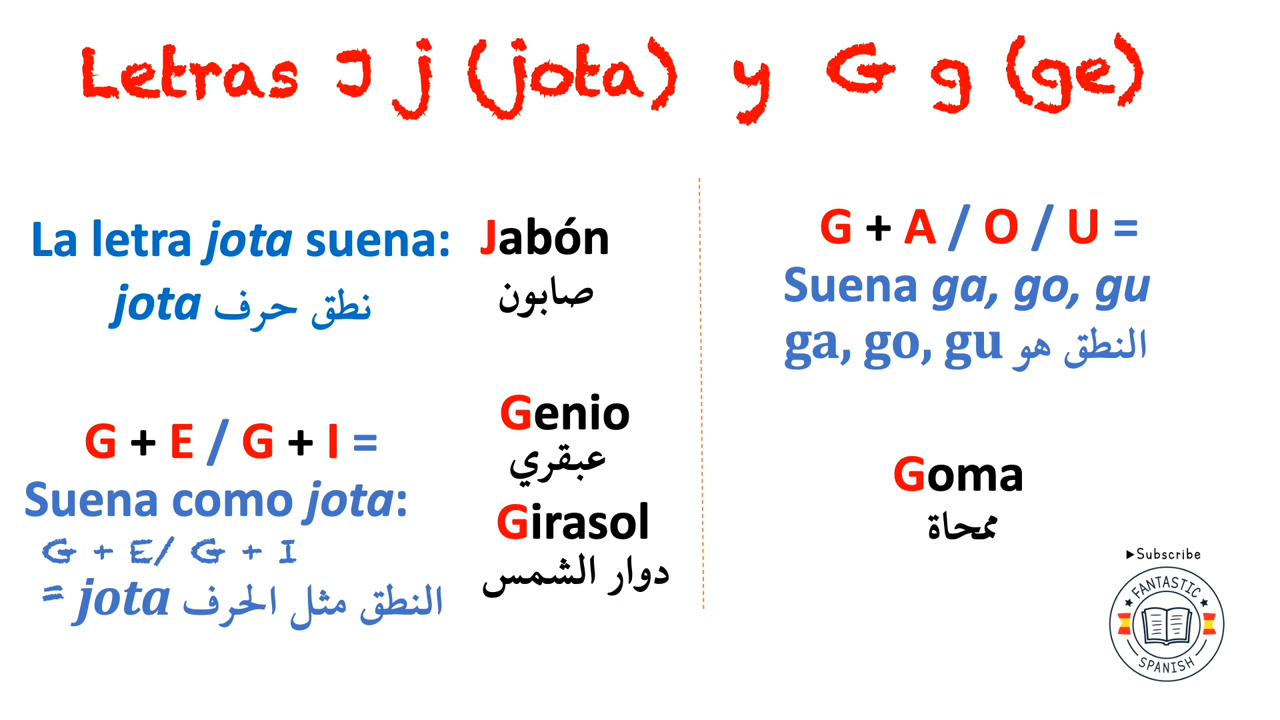 Letras J j (jota) y G g (ge)
La letra jota suena:
نطق حرف jota
Jabón
صابون
G + E / G + I =
Suena como jota:
G + E/ G + I
= jota النطق مثل الحرف
Genio
عبقري
Girasol
دوار الشمس
G + A / O / U =
Suena ga, go, gu
النطق هو ga, go, gu
Goma
ممحاة
▶Subscribe
FANTASTIC
SPANISH